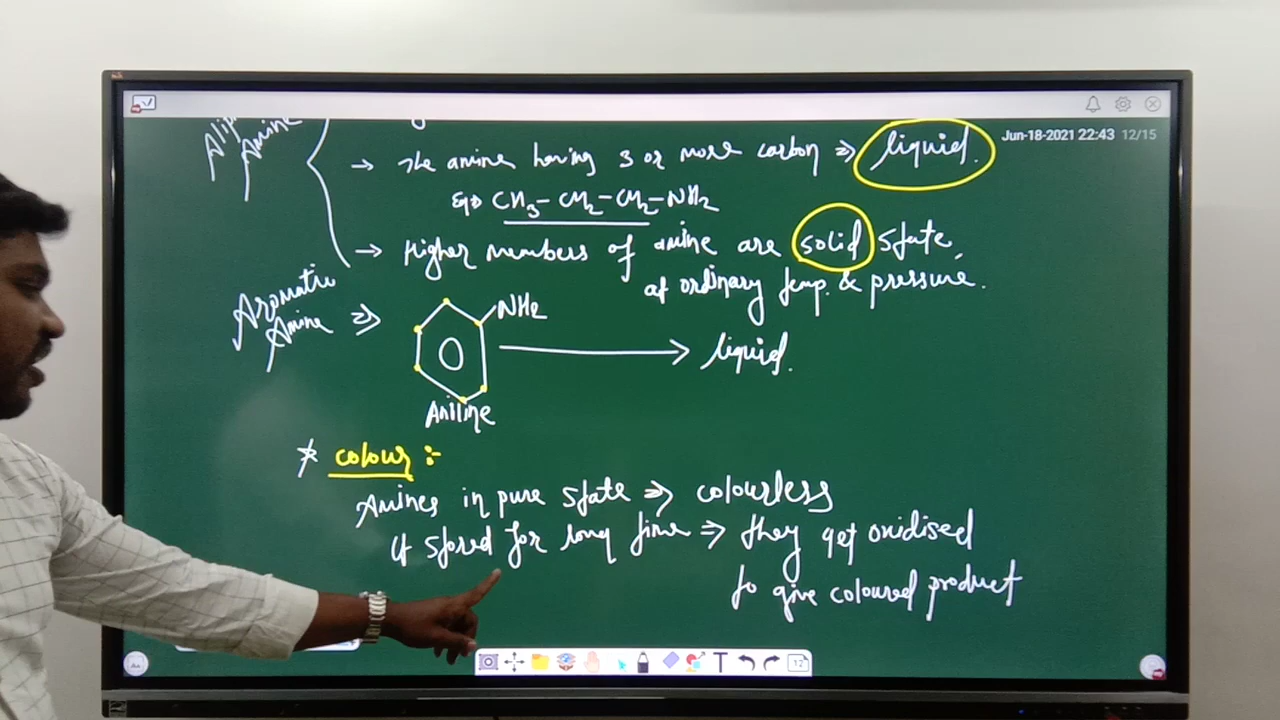 Jun-18-2021 22:43 12/15
Amine
→ The amine having 3 or more carbon ⇒ liquid.
Eg⇒ CH3-CH2-CH2-NH2
→ Higher numbers of amine are solid state,
at ordinary temp. & pressure.
Aromatic
Amine ⇒
NH2
→ liquid.
Aniline
* colour :-
Amines in pure state ⇒ colourless
If stored for long time ⇒ they get oxidised
to give coloured product